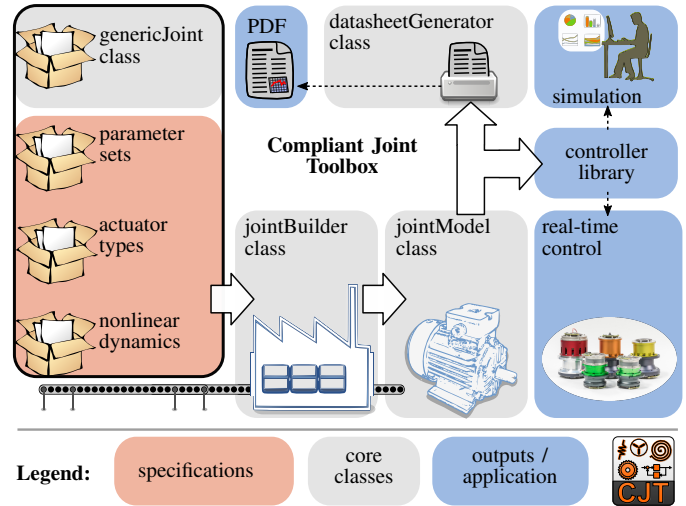 genericJoint
class
parameter
sets
actuator
types
nonlinear
dynamics
PDF
datasheetGenerator
class
simulation
Compliant Joint
Toolbox
controller
library
jointBuilder
class
jointModel
class
real-time
control
Legend:
specifications
core
classes
outputs /
application
CJT